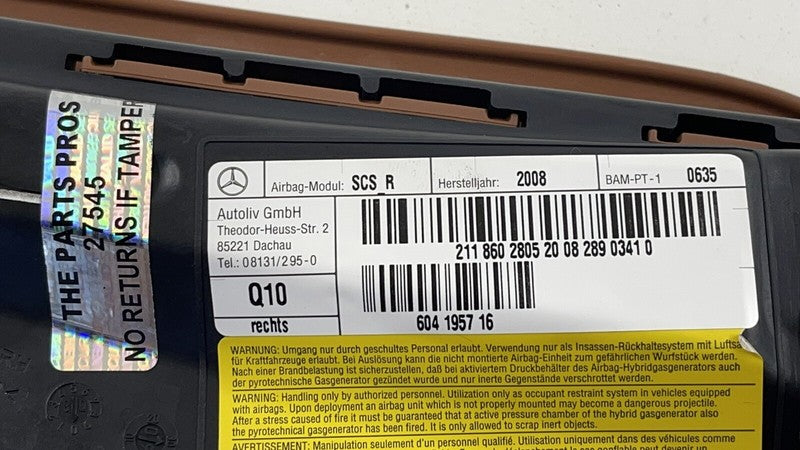 THE PARTS PROS
27545
NO RETURNS IF TAMPER
Airbag-Modul: SCS_R
Herstelljahr: 2008
BAM-PT-1 0635
Autoliv GmbH
Theodor-Heuss-Str. 2
85221 Dachau
Tel.: 08131/295-0
211 860 2805 20 08 289 0341 0
Q10
rechts
604 1957 16
WARNUNG: Umgang nur durch geschultes Personal erlaubt. Verwendung nur als Insassen-Rückhaltesystem mit Luftsa
für Kraftfahrzeuge erlaubt. Bei Auslösung kann die nicht montierte Airbag-Einheit zum gefährlichen Wurfstück werden.
Nach einer Brandbelastung ist sicherzustellen, daß bei aktiviertem Druckbehälter des Airbag-Hybridgasgenerators auch
der pyrotechnische Gasgenerator gezündet wurde und nur inerte Gegenstände verschrottet werden.
WARNING: Handling only by authorized personnel. Utilization only as occupant restraint system in vehicles equipped
with airbags. Upon deployment an airbag unit which is not properly mounted may become a dangerous projectile.
After a scene of fire it must be guaranteed that at active pressure chamber of the hybrid gasgenerator also
the pyrotechnical gasgenerator has been ignited. It is only allowed to scrap inert objects.
AVERTISSEMENT: Manipulation seulement d'un personnel qualifié. Utilisation uniquement dans des véhicules comme